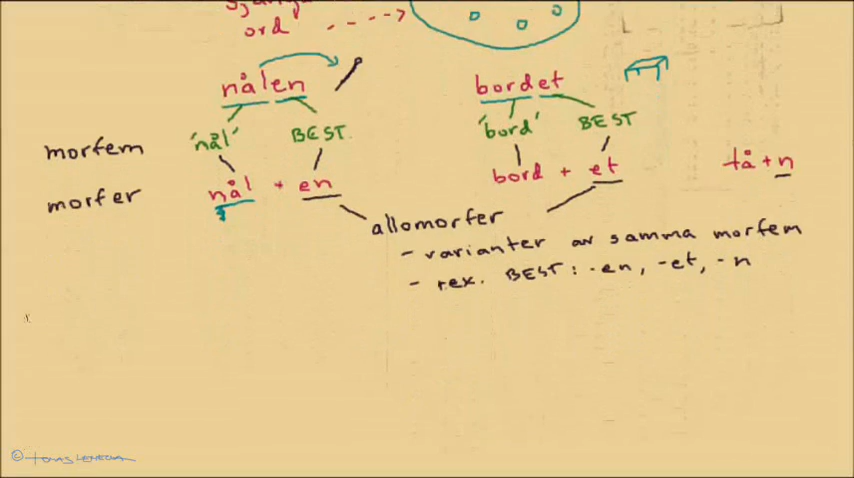 ord'
nålen
bordet
morfem 'nål' BEST. 'bord' BEST
morfer nål + en bord + et tå + n
allomorfer
- varianter av samma morfem
- t.ex. BEST: -en, -et, -n
©